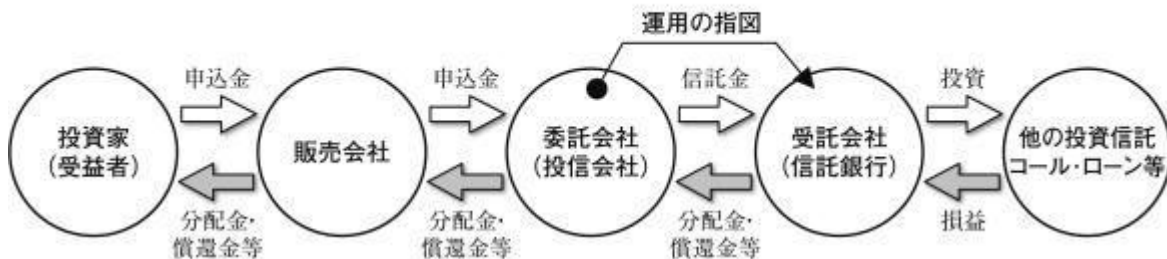 運用の指図
申込金
申込金
信託金
投資
投資家
(受益者)
販売会社
委託会社
(投信会社)
受託会社
(信託銀行)
他の投資信託
コール・ローン等
分配金・
償還金等
分配金・
償還金等
分配金・
償還金等
損益